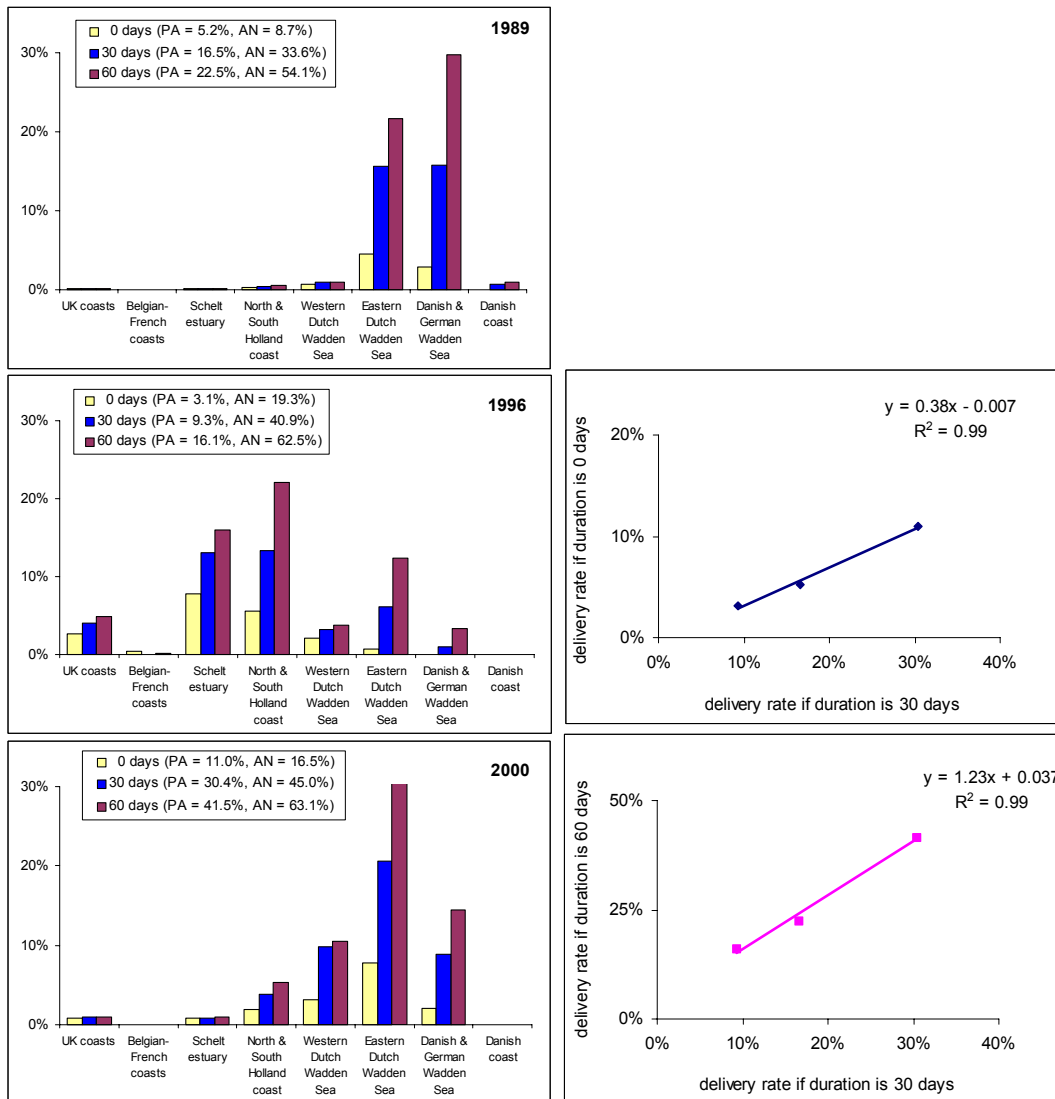 1989
0 days (PA = 5.2%, AN = 8.7%)
30 days (PA = 16.5%, AN = 33.6%)
60 days (PA = 22.5%, AN = 54.1%)
30%
20%
10%
0%
UK coasts
Belgian-
French
coasts
Schelt
estuary
North &
South
Holland
coast
Western
Dutch
Wadden
Sea
Eastern
Dutch
Wadden
Sea
Danish &
German
Wadden
Sea
Danish
coast
1996
0 days (PA = 3.1%, AN = 19.3%)
30 days (PA = 9.3%, AN = 40.9%)
60 days (PA = 16.1%, AN = 62.5%)
30%
20%
10%
0%
UK coasts
Belgian-
French
coasts
Schelt
estuary
North &
South
Holland
coast
Western
Dutch
Wadden
Sea
Eastern
Dutch
Wadden
Sea
Danish &
German
Wadden
Sea
Danish
coast
y = 0.38x - 0.007
R² = 0.99
delivery rate if duration is 0 days
20%
10%
0%
0%
10%
20%
30%
40%
delivery rate if duration is 30 days
2000
0 days (PA = 11.0%, AN = 16.5%)
30 days (PA = 30.4%, AN = 45.0%)
60 days (PA = 41.5%, AN = 63.1%)
30%
20%
10%
0%
UK coasts
Belgian-
French
coasts
Schelt
estuary
North &
South
Holland
coast
Western
Dutch
Wadden
Sea
Eastern
Dutch
Wadden
Sea
Danish &
German
Wadden
Sea
Danish
coast
y = 1.23x + 0.037
R² = 0.99
delivery rate if duration is 60 days
50%
25%
0%
0%
10%
20%
30%
40%
delivery rate if duration is 30 days